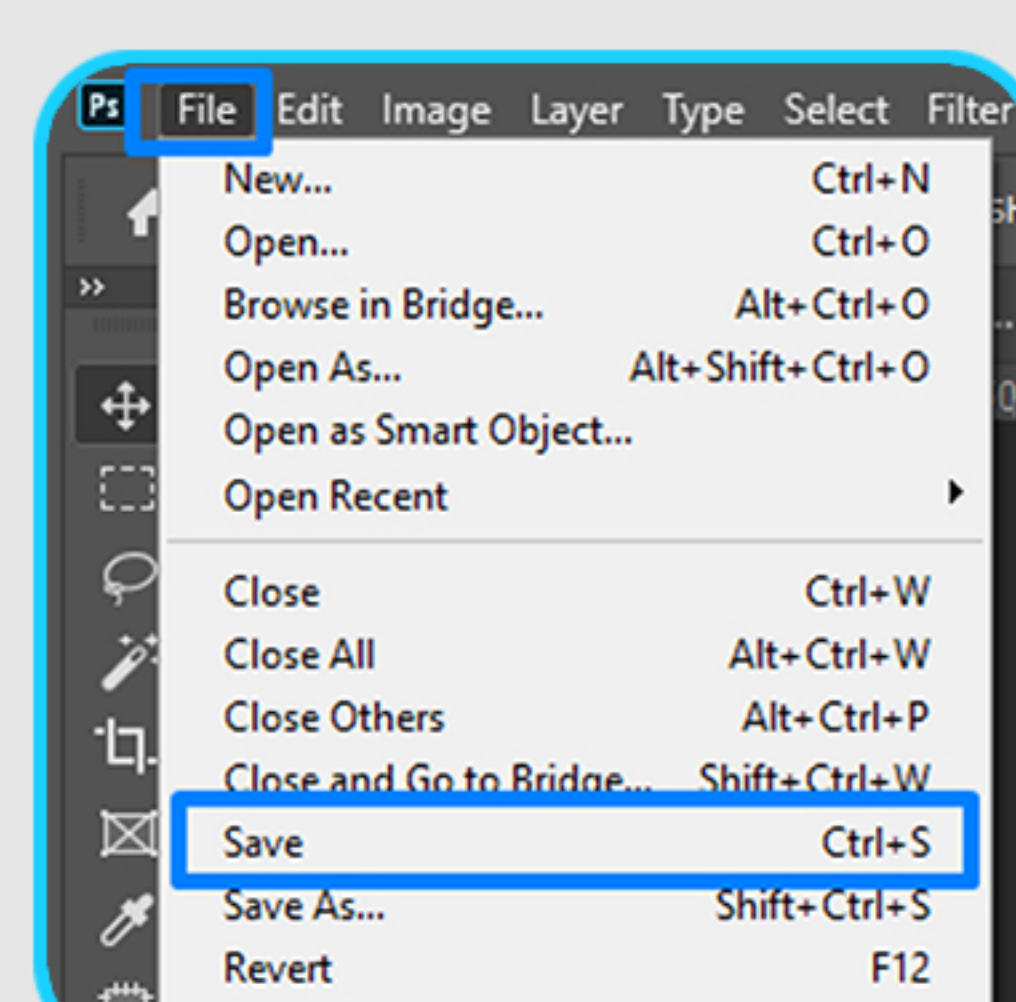 Ps File Edit Image Layer Type Select Filter
New... Ctrl+N
Open... Ctrl+O
Browse in Bridge... Alt+Ctrl+O
Open As... Alt+Shift+Ctrl+O
Open as Smart Object...
Open Recent
Close Ctrl+W
Close All Alt+Ctrl+W
Close Others Alt+Ctrl+P
Close and Go to Bridge... Shift+Ctrl+W
Save Ctrl+S
Save As... Shift+Ctrl+S
Revert F12